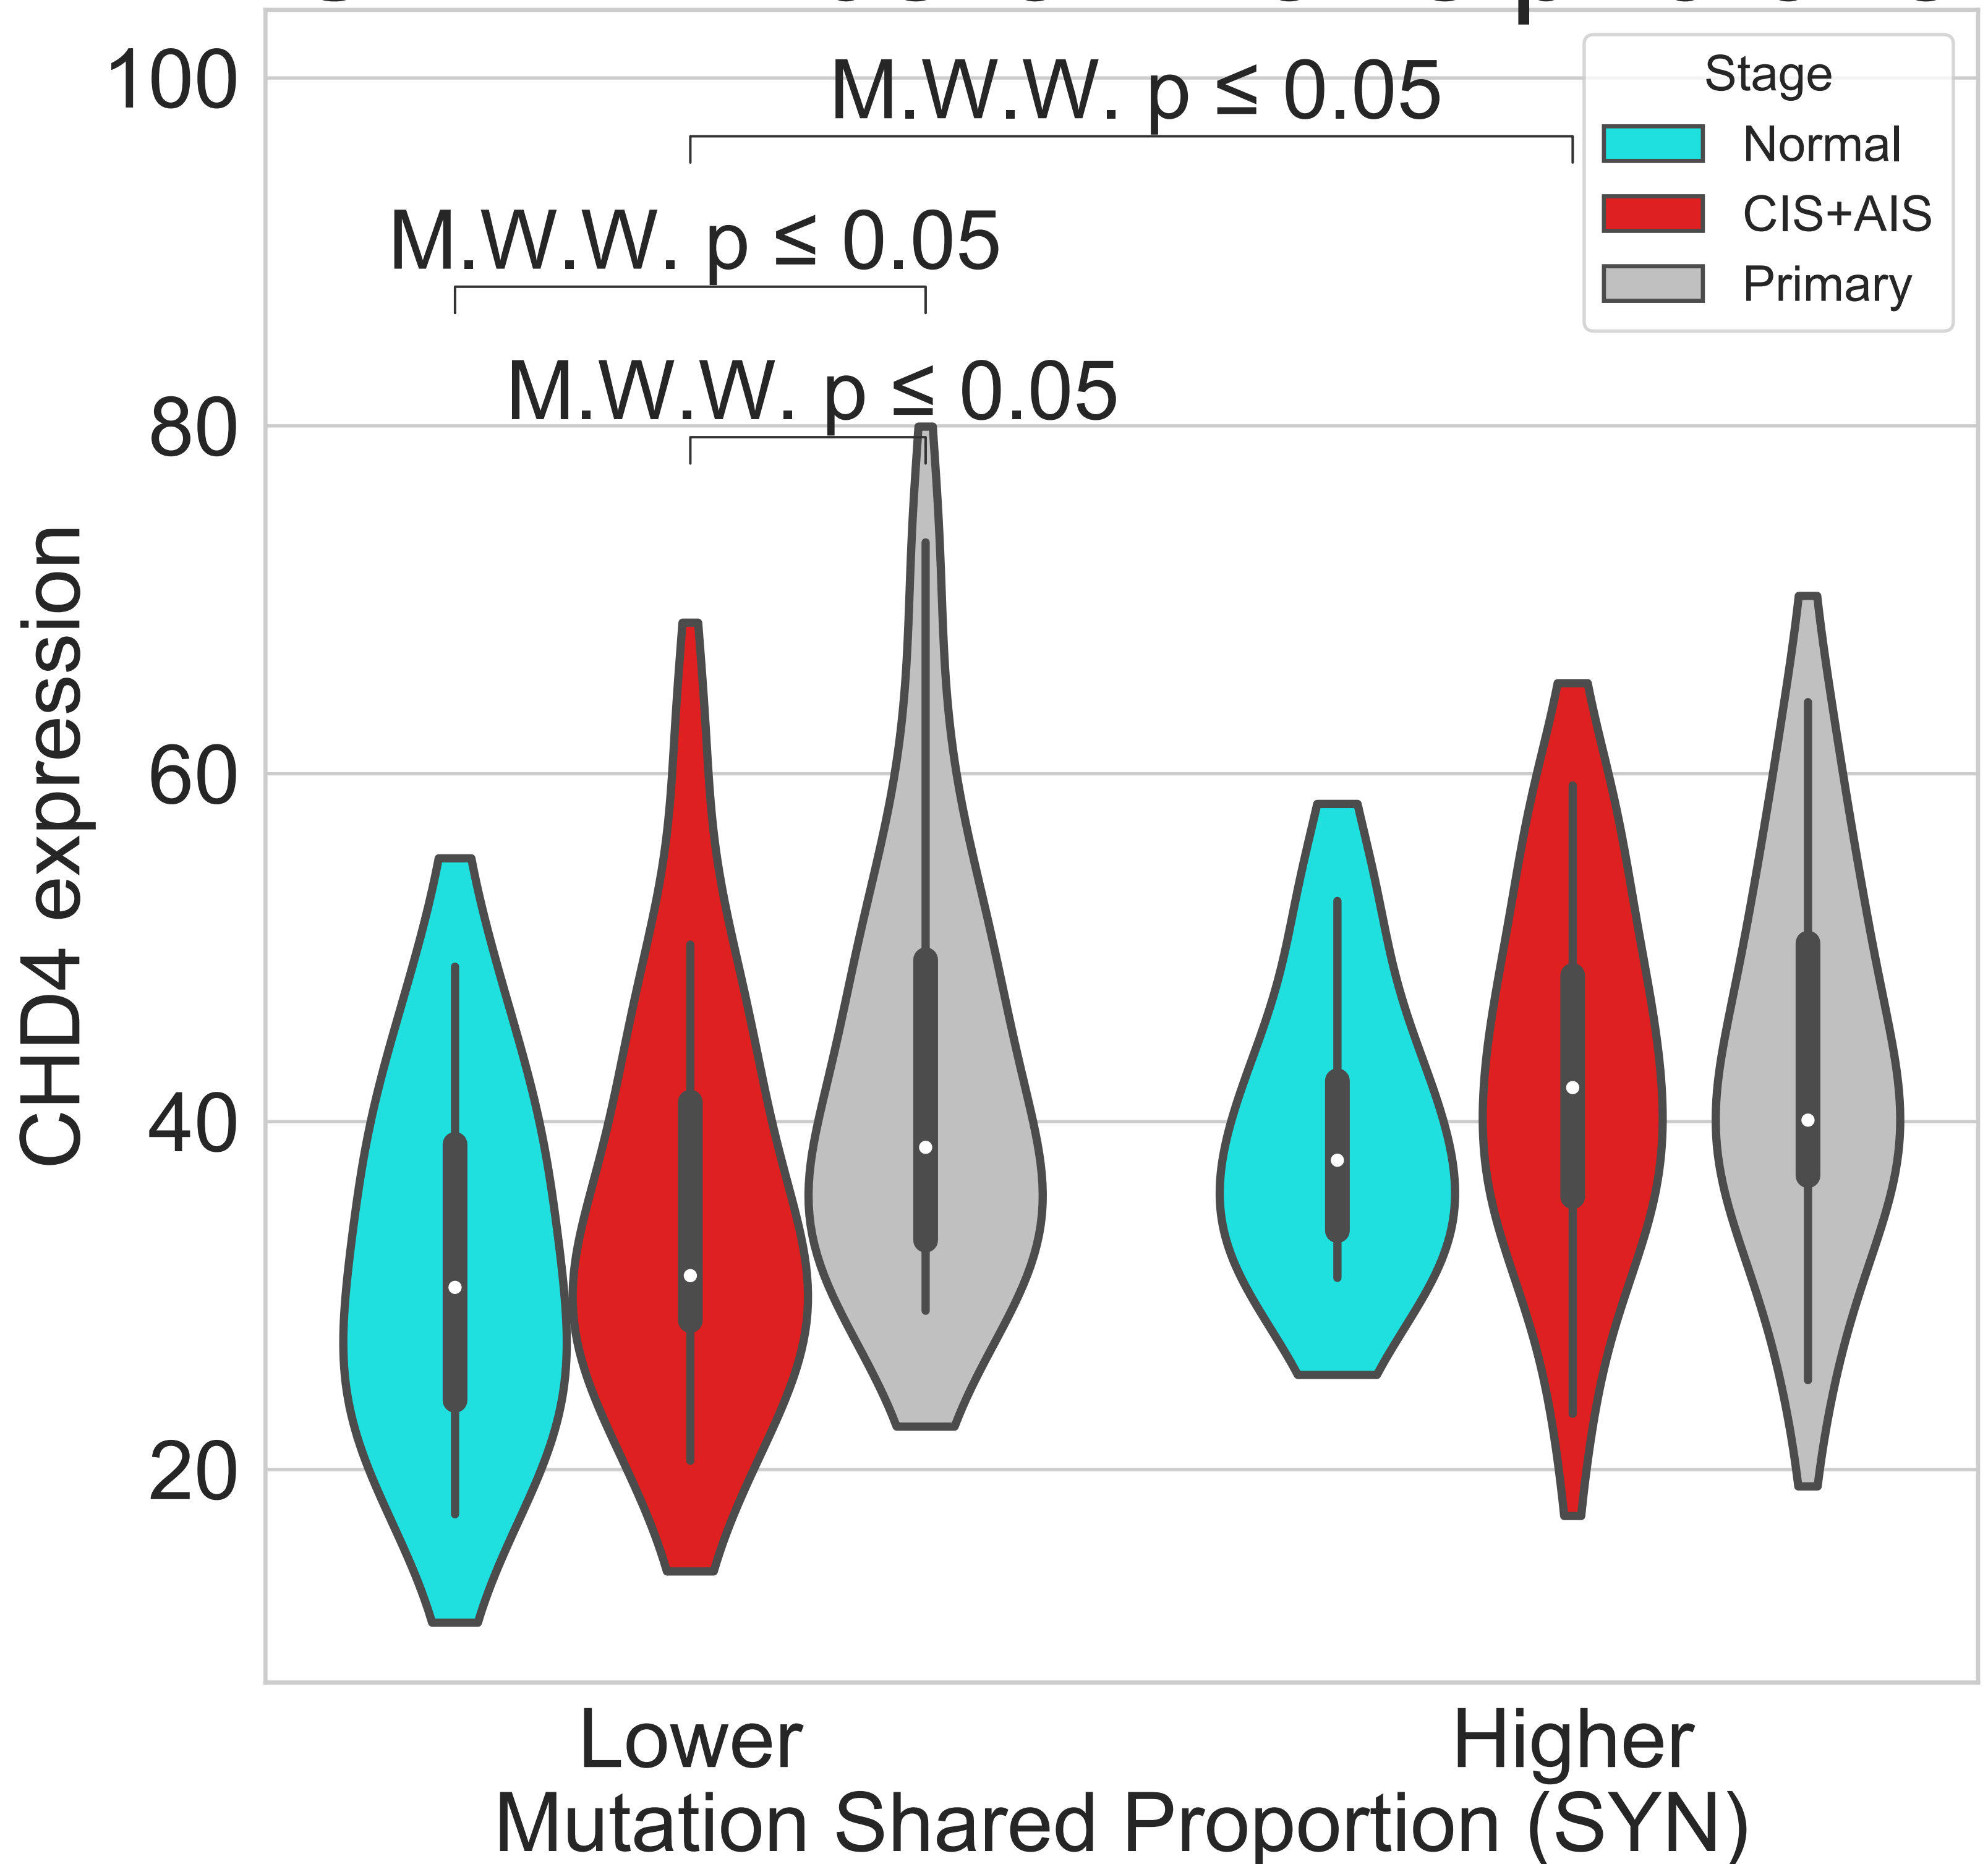 100
M.W.W. p ≤ 0.05
Stage
Normal
CIS+AIS
Primary
M.W.W. p ≤ 0.05
M.W.W. p ≤ 0.05
80
60
40
20
CHD4 expression
Lower
Higher
Mutation Shared Proportion (SYN)